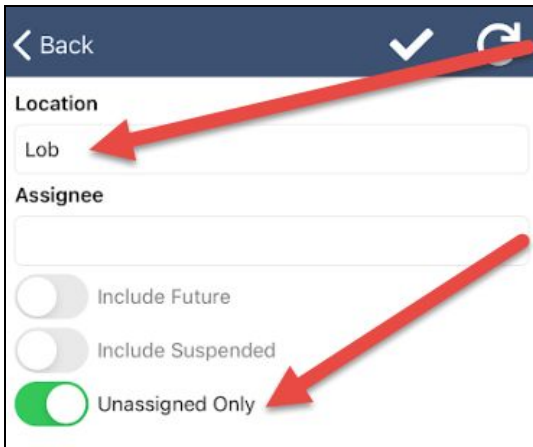 Back
Location
Lob
Assignee
Include Future
Include Suspended
Unassigned Only